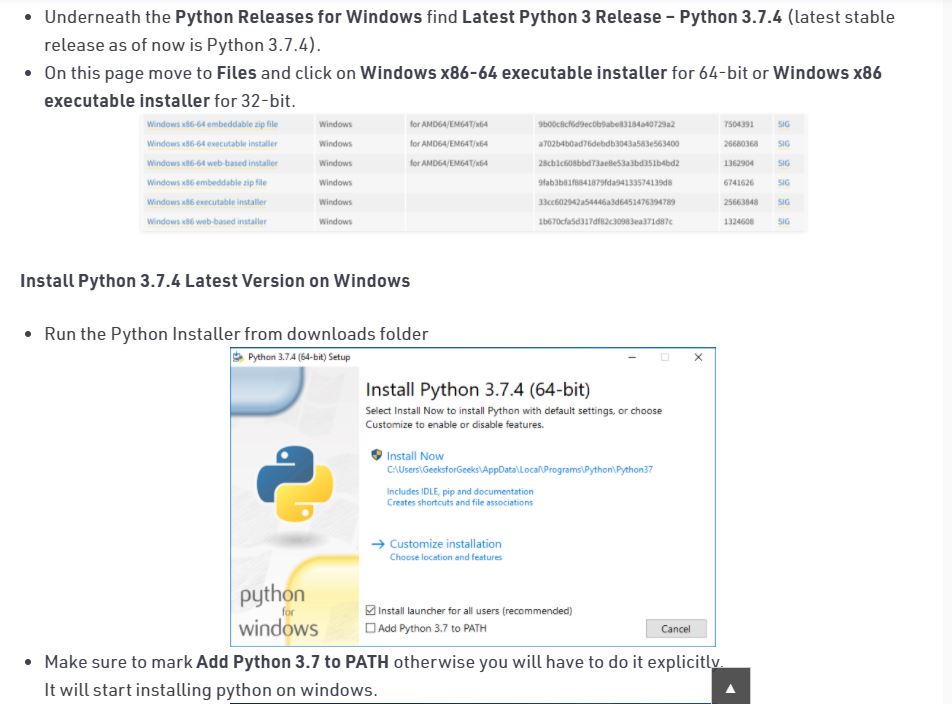 Underneath the Python Releases for Windows find Latest Python 3 Release – Python 3.7.4 (latest stable
release as of now is Python 3.7.4).
On this page move to Files and click on Windows x86-64 executable installer for 64-bit or Windows x86
executable installer for 32-bit.
Windows x86-64 embeddable zip file Windows for AMD64/EM64T/x64 9b00c8cf6d9ec0b9abe83184a40729a2 7504391 SIG
Windows x86-64 executable installer Windows for AMD64/EM64T/x64 a702b4b0ad76debdb3043a583e563400 26680368 SIG
Windows x86-64 web-based installer Windows for AMD64/EM64T/x64 28cb1c608bbd73ae8e53a3bd351b4bd2 1362904 SIG
Windows x86 embeddable zip file Windows 9fab3b81f8841879fda94133574139d8 6741626 SIG
Windows x86 executable installer Windows 33cc602942a54446a3d6451476394789 25663848 SIG
Windows x86 web-based installer Windows 1b670cfa5d317df82c30983ea371d87c 1324608 SIG
Install Python 3.7.4 Latest Version on Windows
Run the Python Installer from downloads folder
Python 3.7.4 (64-bit) Setup
Install Python 3.7.4 (64-bit)
Select Install Now to install Python with default settings, or choose
Customize to enable or disable features.
Install Now
C:\Users\GeeksforGeeks\AppData\Local\Programs\Python\Python37
Includes IDLE, pip and documentation
Creates shortcuts and file associations
Customize installation
Choose location and features
python
for
windows
Install launcher for all users (recommended)
Add Python 3.7 to PATH
Cancel
Make sure to mark Add Python 3.7 to PATH otherwise you will have to do it explicitly.
It will start installing python on windows.